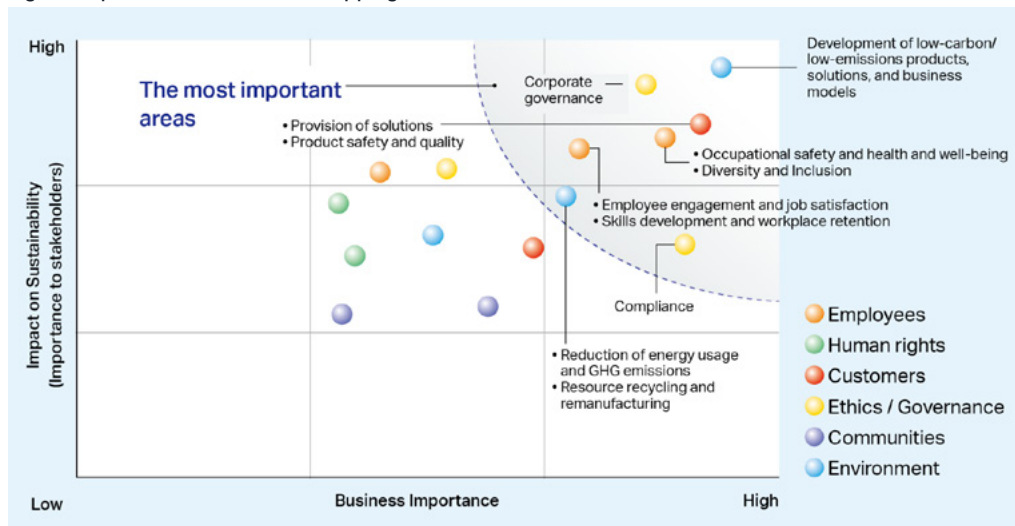 High
The most important
areas
Corporate
governance
Development of low-carbon/
low-emissions products,
solutions, and business
models
• Provision of solutions
• Product safety and quality
• Occupational safety and health and well-being
• Diversity and Inclusion
• Employee engagement and job satisfaction
• Skills development and workplace retention
Compliance
• Reduction of energy usage
and GHG emissions
• Resource recycling and
remanufacturing
Impact on Sustainability
(Importance to stakeholders)
Employees
Human rights
Customers
Ethics / Governance
Communities
Environment
Low
Business Importance
High